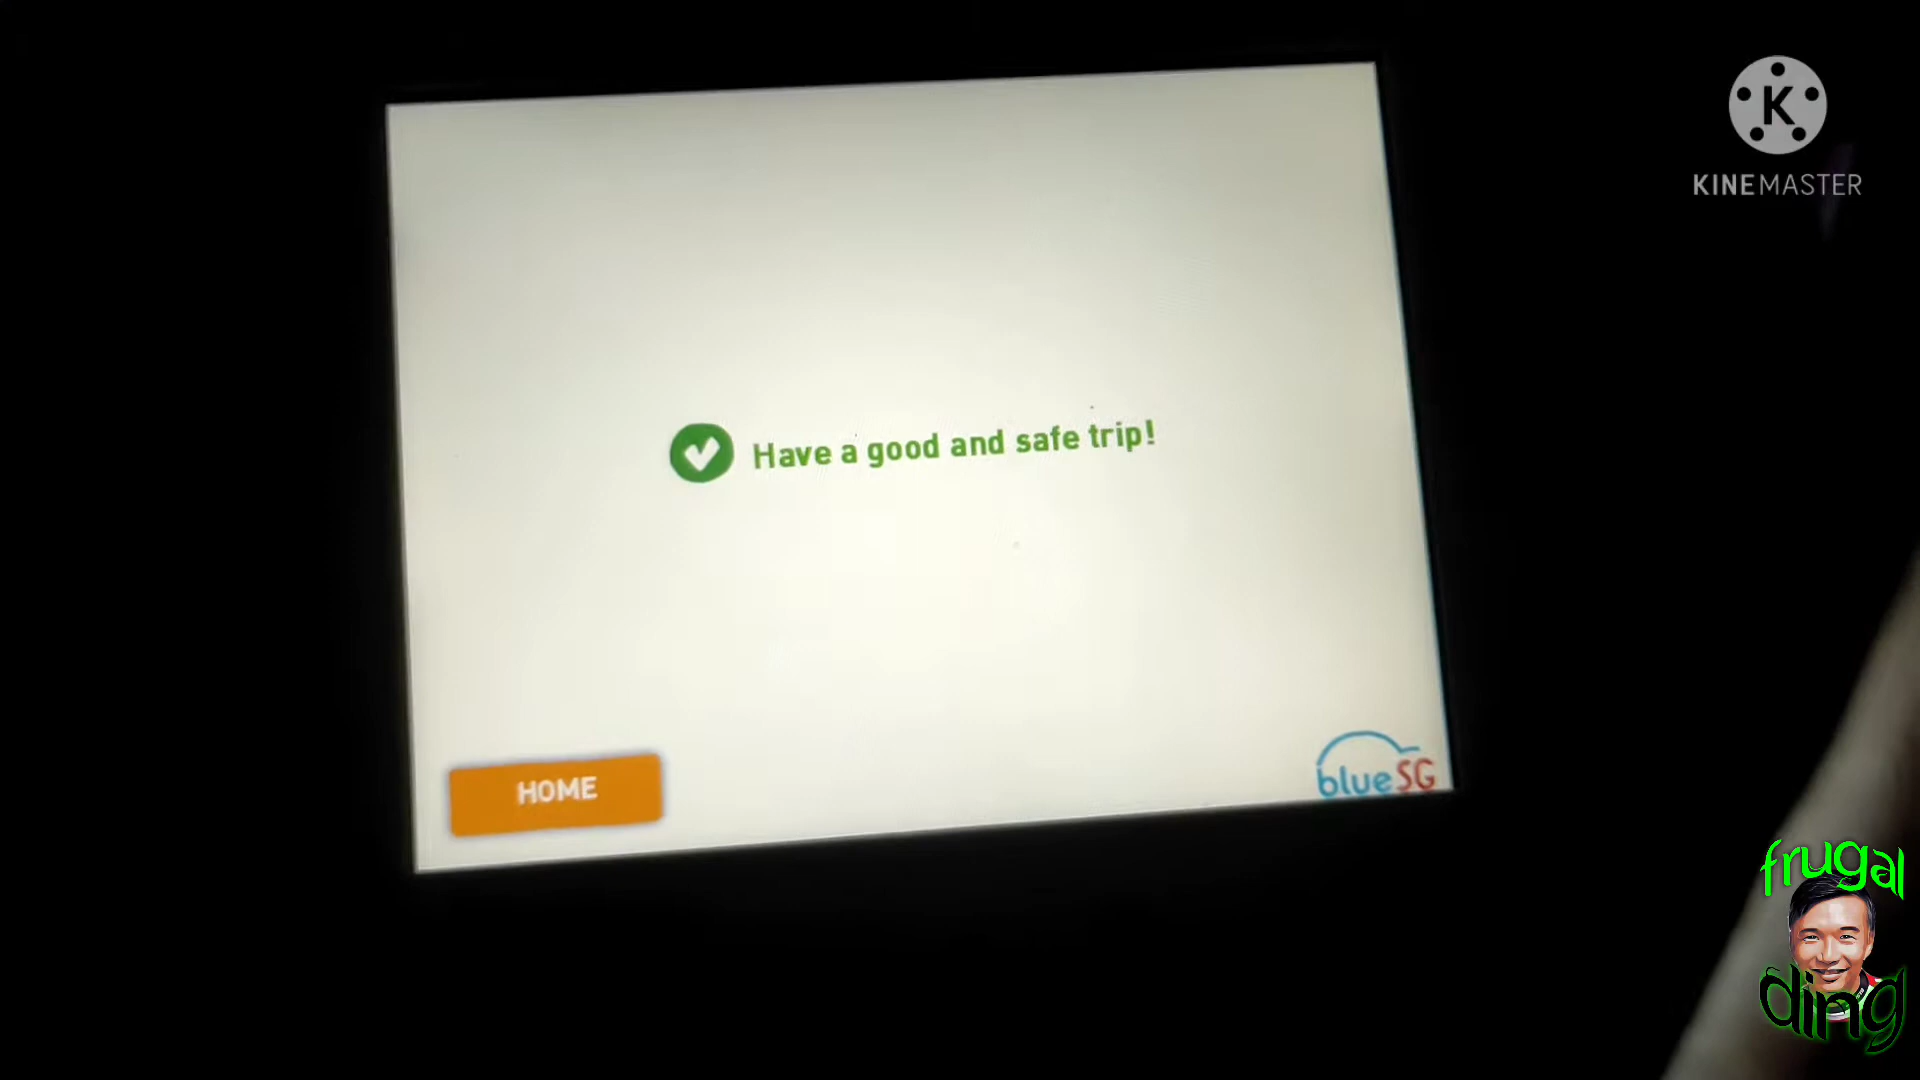 KINEMASTER
Have a good and safe trip!
HOME
blueSG
frugal
ding